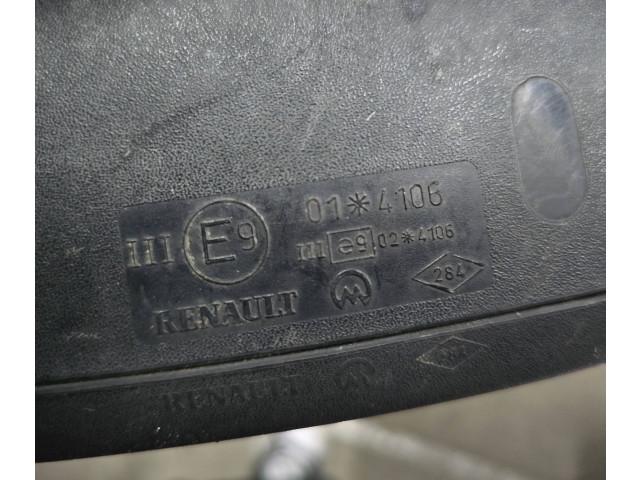 III E9 01*4106
III e9 02*4106
RENAULT M 284
RENAULT M